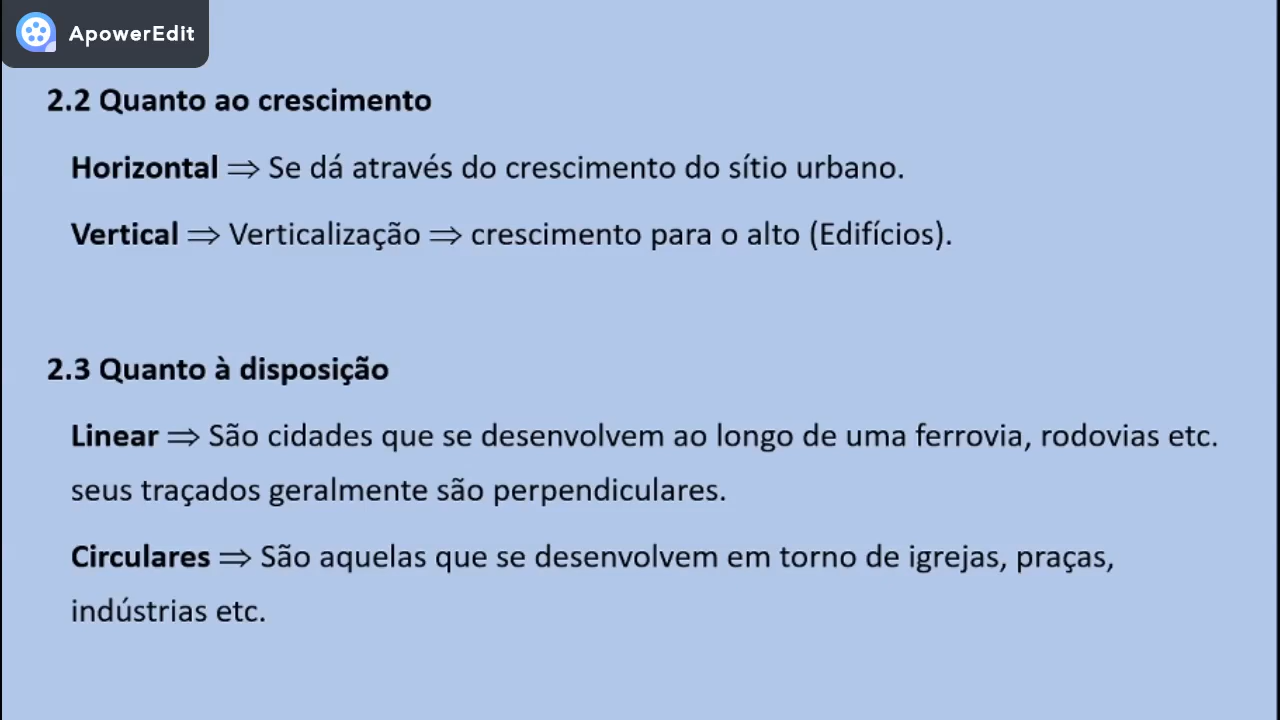 ApowerEdit
2.2 Quanto ao crescimento
Horizontal ⇒ Se dá através do crescimento do sítio urbano.
Vertical ⇒ Verticalização ⇒ crescimento para o alto (Edifícios).
2.3 Quanto à disposição
Linear ⇒ São cidades que se desenvolvem ao longo de uma ferrovia, rodovias etc.
seus traçados geralmente são perpendiculares.
Circulares ⇒ São aquelas que se desenvolvem em torno de igrejas, praças,
indústrias etc.